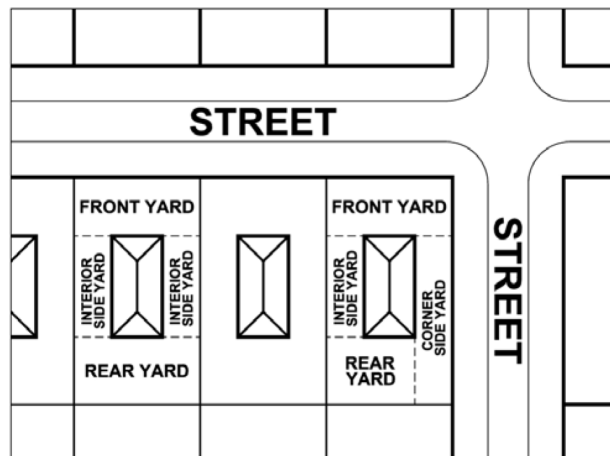 STREET
FRONT YARD
FRONT YARD
INTERIOR
SIDE YARD
INTERIOR
SIDE YARD
INTERIOR
SIDE YARD
CORNER
SIDE YARD
STREET
REAR YARD
REAR
YARD